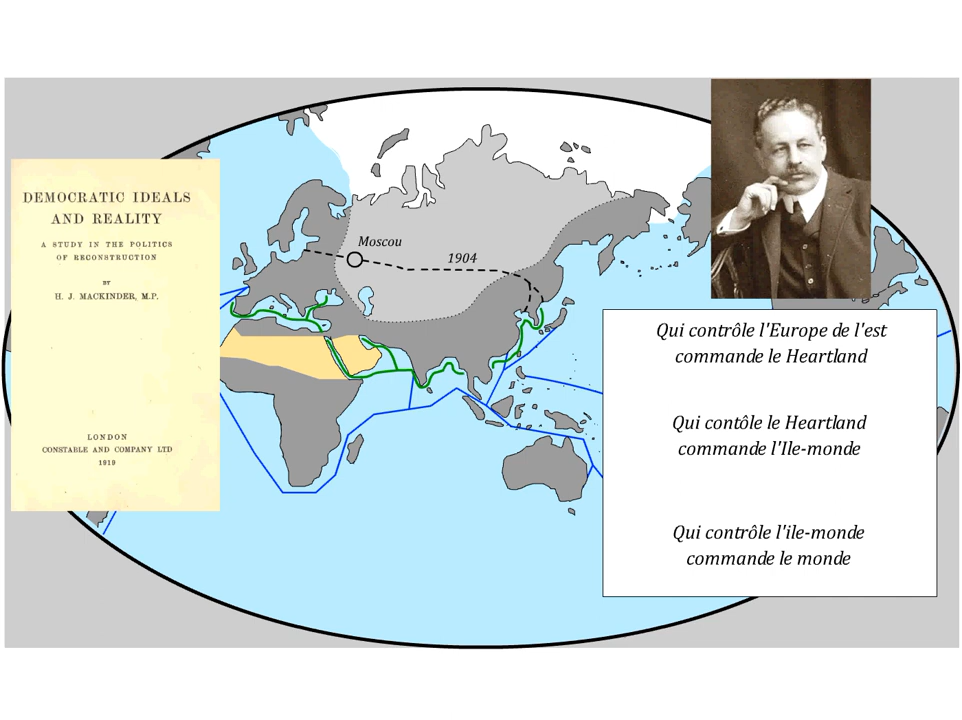 DEMOCRATIC IDEALS
AND REALITY
A STUDY IN THE POLITICS
OF RECONSTRUCTION
BY
H. J. MACKINDER, M.P.
LONDON
CONSTABLE AND COMPANY LTD
1919
Moscou
1904
Qui contrôle l'Europe de l'est
commande le Heartland
Qui contôle le Heartland
commande l'Ile-monde
Qui contrôle l'ile-monde
commande le monde